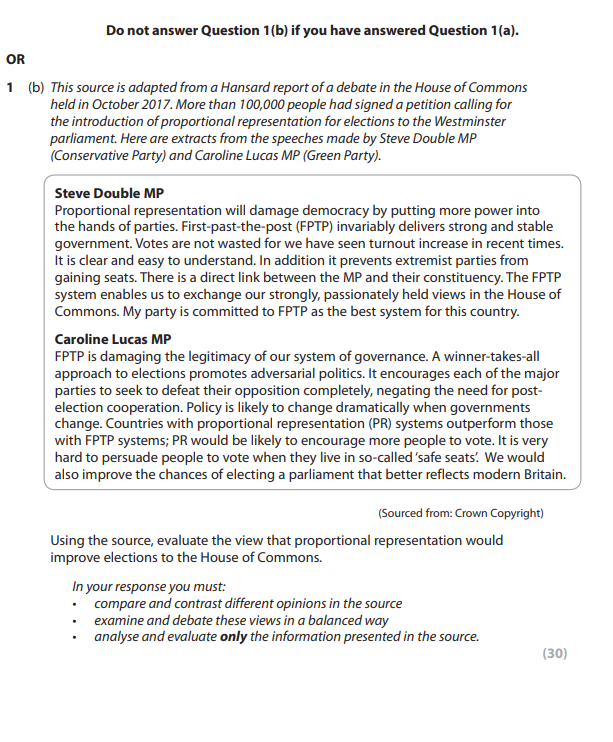 Do not answer Question 1(b) if you have answered Question 1(a).
OR
1 (b) This source is adapted from a Hansard report of a debate in the House of Commons
held in October 2017. More than 100,000 people had signed a petition calling for
the introduction of proportional representation for elections to the Westminster
parliament. Here are extracts from the speeches made by Steve Double MP
(Conservative Party) and Caroline Lucas MP (Green Party).
Steve Double MP
Proportional representation will damage democracy by putting more power into
the hands of parties. First-past-the-post (FPTP) invariably delivers strong and stable
government. Votes are not wasted for we have seen turnout increase in recent times.
It is clear and easy to understand. In addition it prevents extremist parties from
gaining seats. There is a direct link between the MP and their constituency. The FPTP
system enables us to exchange our strongly, passionately held views in the House of
Commons. My party is committed to FPTP as the best system for this country.
Caroline Lucas MP
FPTP is damaging the legitimacy of our system of governance. A winner-takes-all
approach to elections promotes adversarial politics. It encourages each of the major
parties to seek to defeat their opposition completely, negating the need for post-
election cooperation. Policy is likely to change dramatically when governments
change. Countries with proportional representation (PR) systems outperform those
with FPTP systems; PR would be likely to encourage more people to vote. It is very
hard to persuade people to vote when they live in so-called ‘safe seats’. We would
also improve the chances of electing a parliament that better reflects modern Britain.
(Sourced from: Crown Copyright)
Using the source, evaluate the view that proportional representation would
improve elections to the House of Commons.
In your response you must:
• compare and contrast different opinions in the source
• examine and debate these views in a balanced way
• analyse and evaluate only the information presented in the source.
(30)